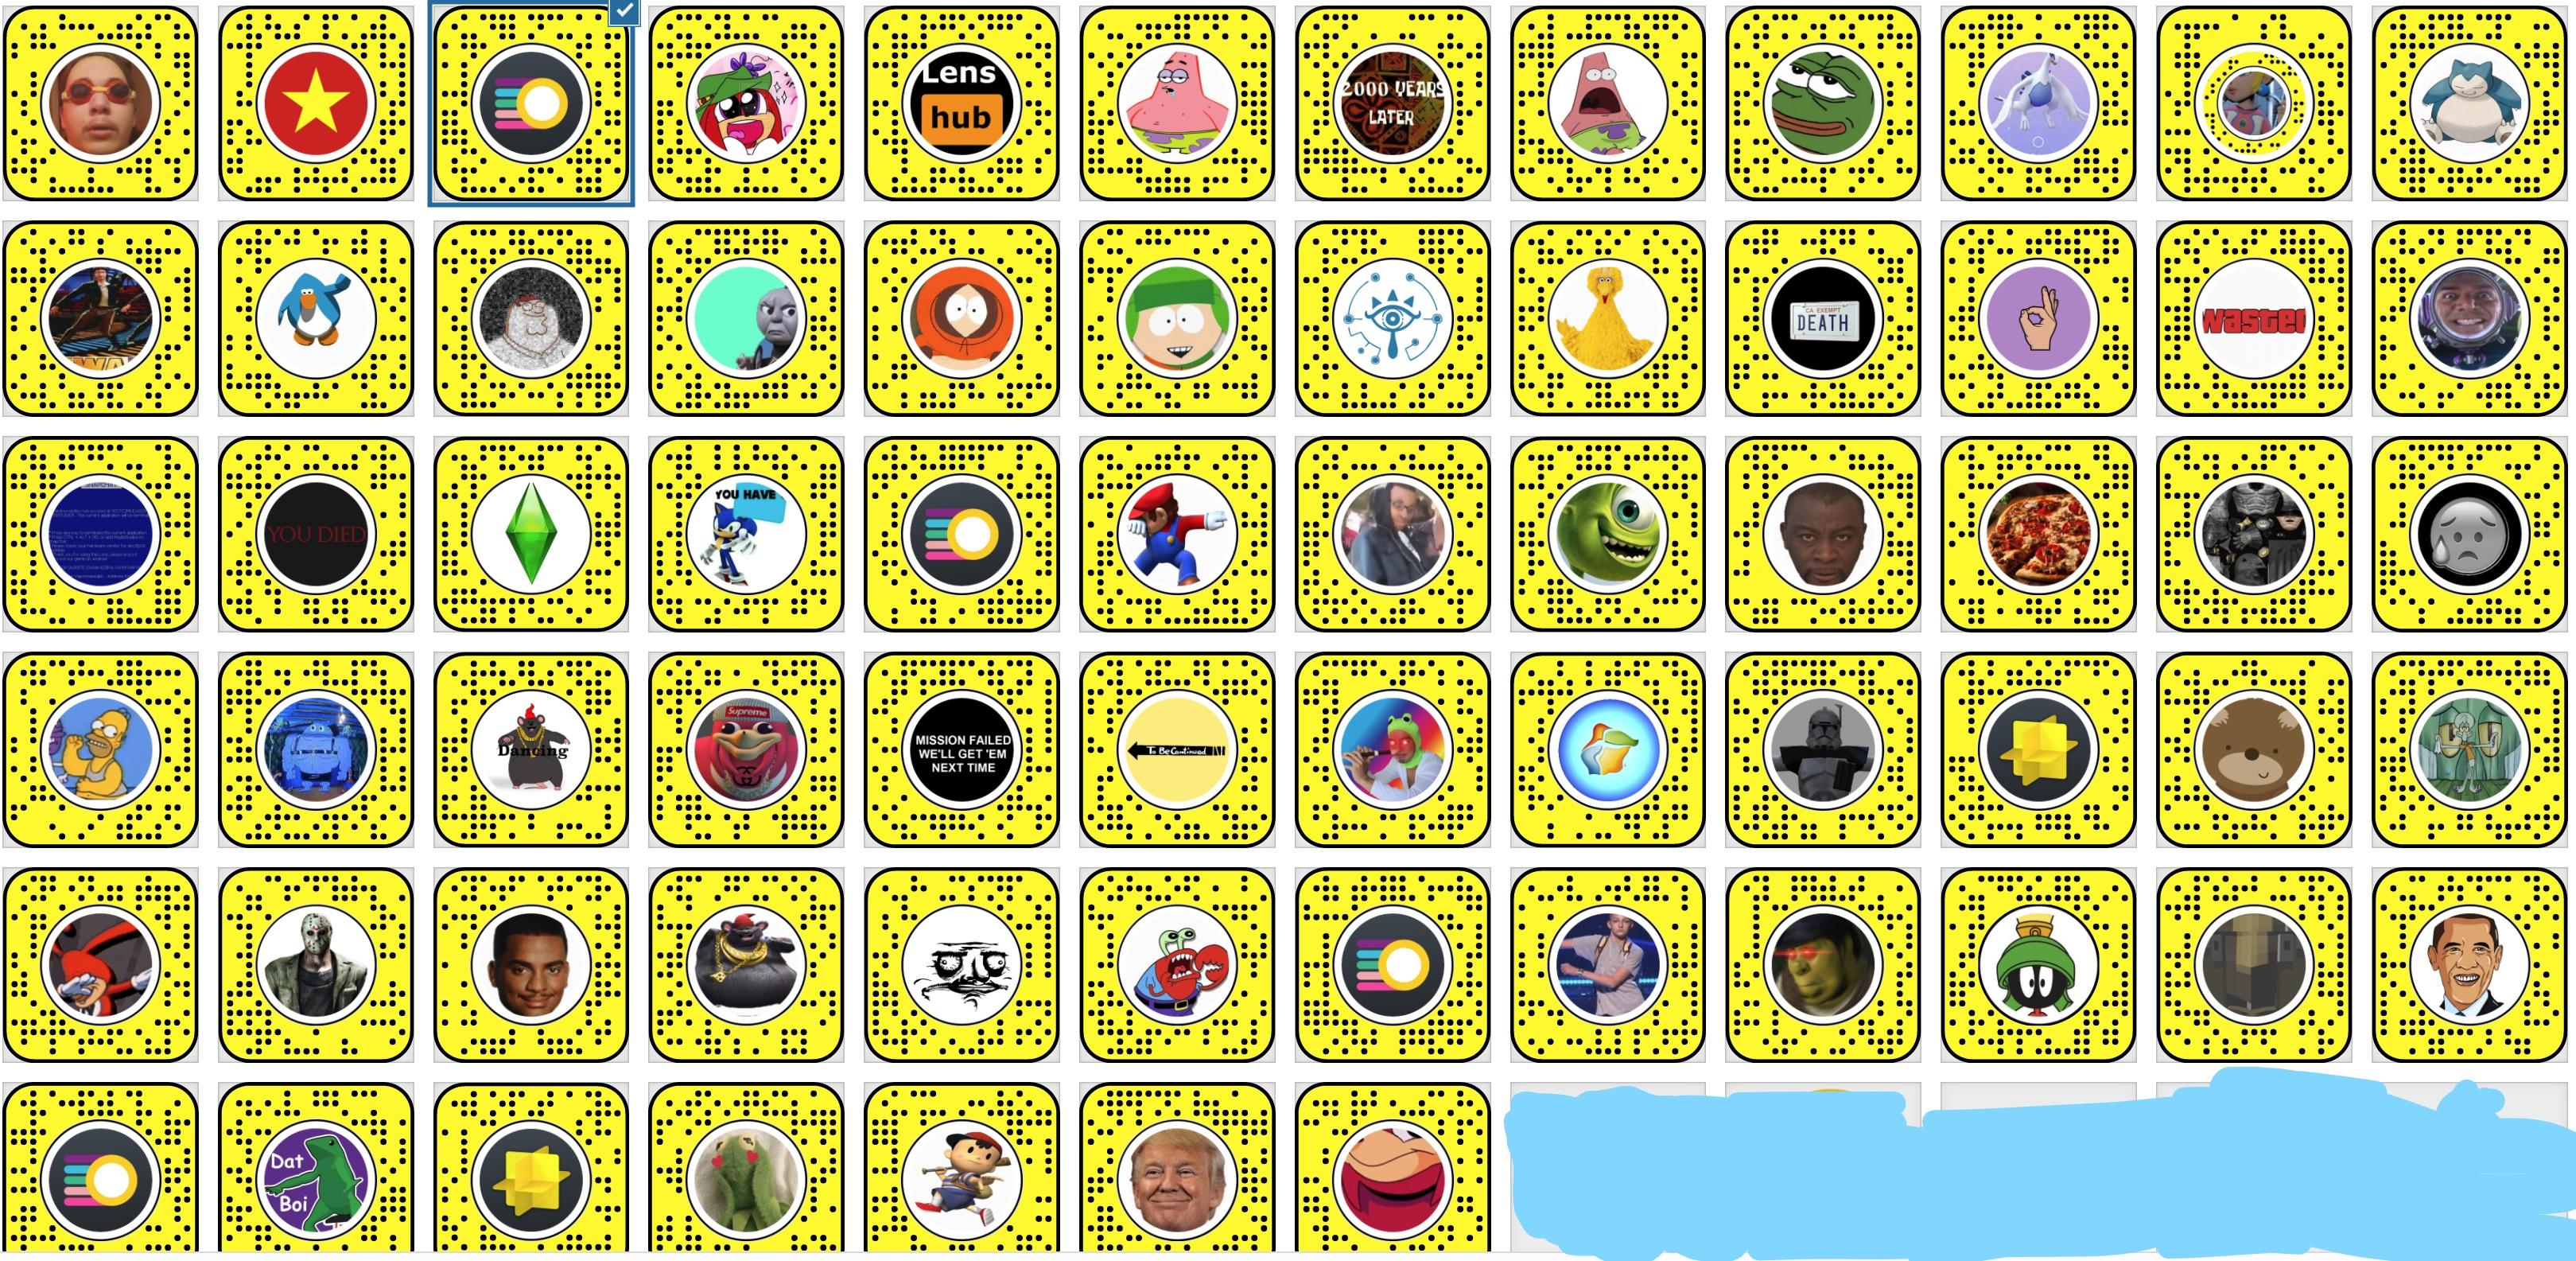 Lens
hub
2000 YEARS
LATER
CA EXEMPT
DEATH
Wasted
YOU DIED
YOU HAVE
Dancing
Supreme
MISSION FAILED
WE'LL GET 'EM
NEXT TIME
To Be Continued
Dat
Boi